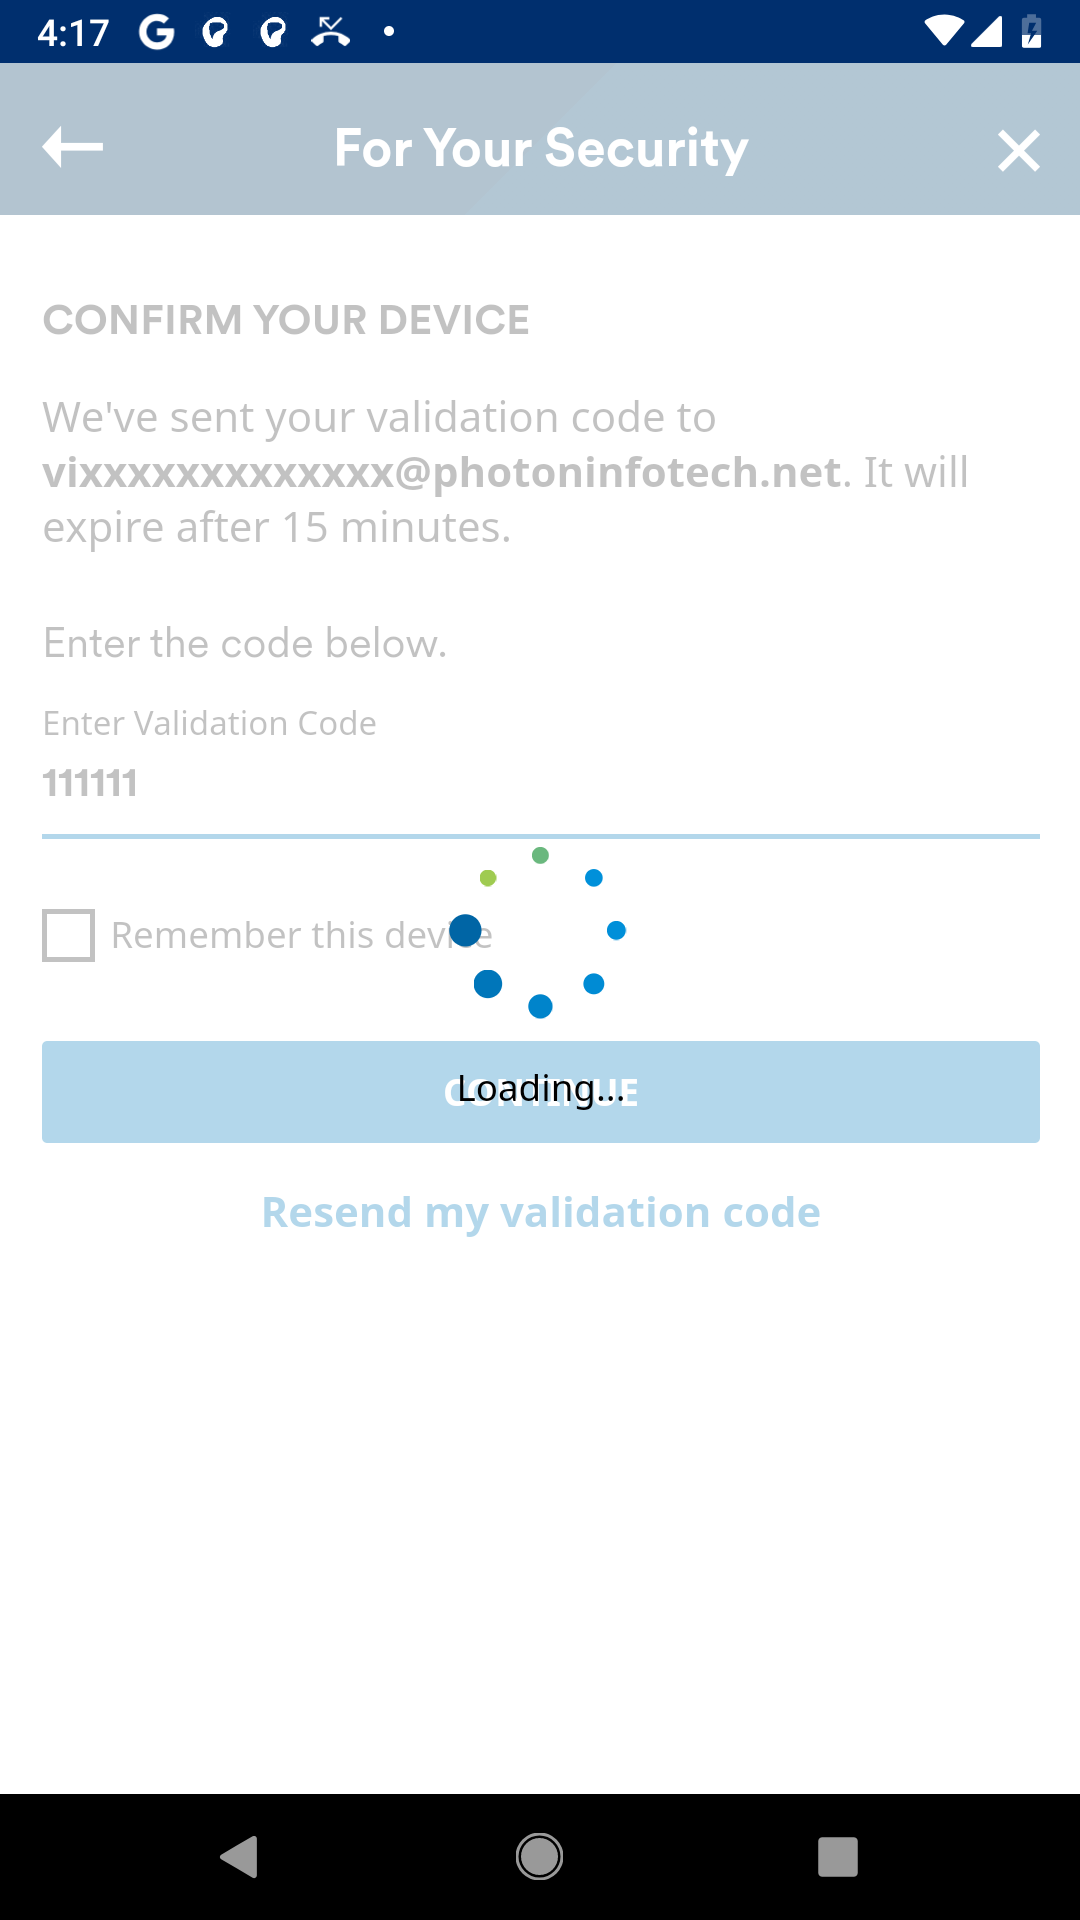 4:17
For Your Security
CONFIRM YOUR DEVICE
We've sent your validation code to
vixxxxxxxxxxxxx@photoninfotech.net. It will
expire after 15 minutes.
Enter the code below.
Enter Validation Code
111111
Remember this device
CONTINUE
Loading...
Resend my validation code